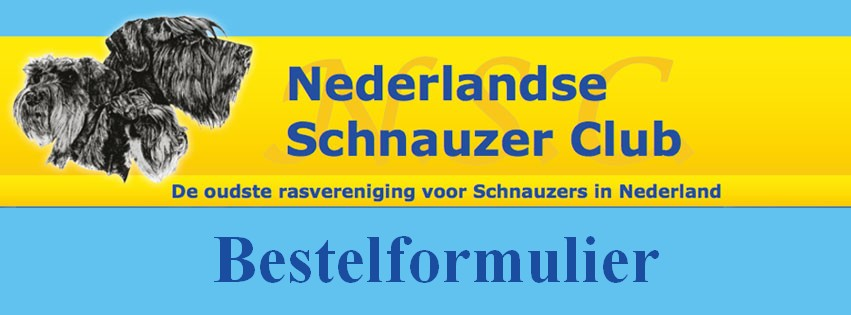 N.S.C
Nederlandse
Schnauzer Club
De oudste rasvereniging voor Schnauzers in Nederland
Bestelformulier